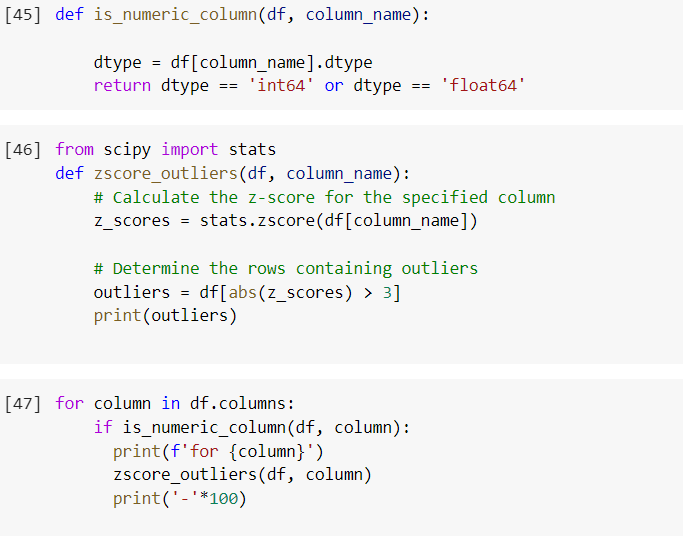 [45] def is_numeric_column(df, column_name):
dtype = df[column_name].dtype
return dtype == 'int64' or dtype == 'float64'
[46] from scipy import stats
def zscore_outliers(df, column_name):
# Calculate the z-score for the specified column
z_scores = stats.zscore(df[column_name])
# Determine the rows containing outliers
outliers = df[abs(z_scores) > 3]
print(outliers)
[47] for column in df.columns:
if is_numeric_column(df, column):
print(f'for {column}')
zscore_outliers(df, column)
print('-'*100)